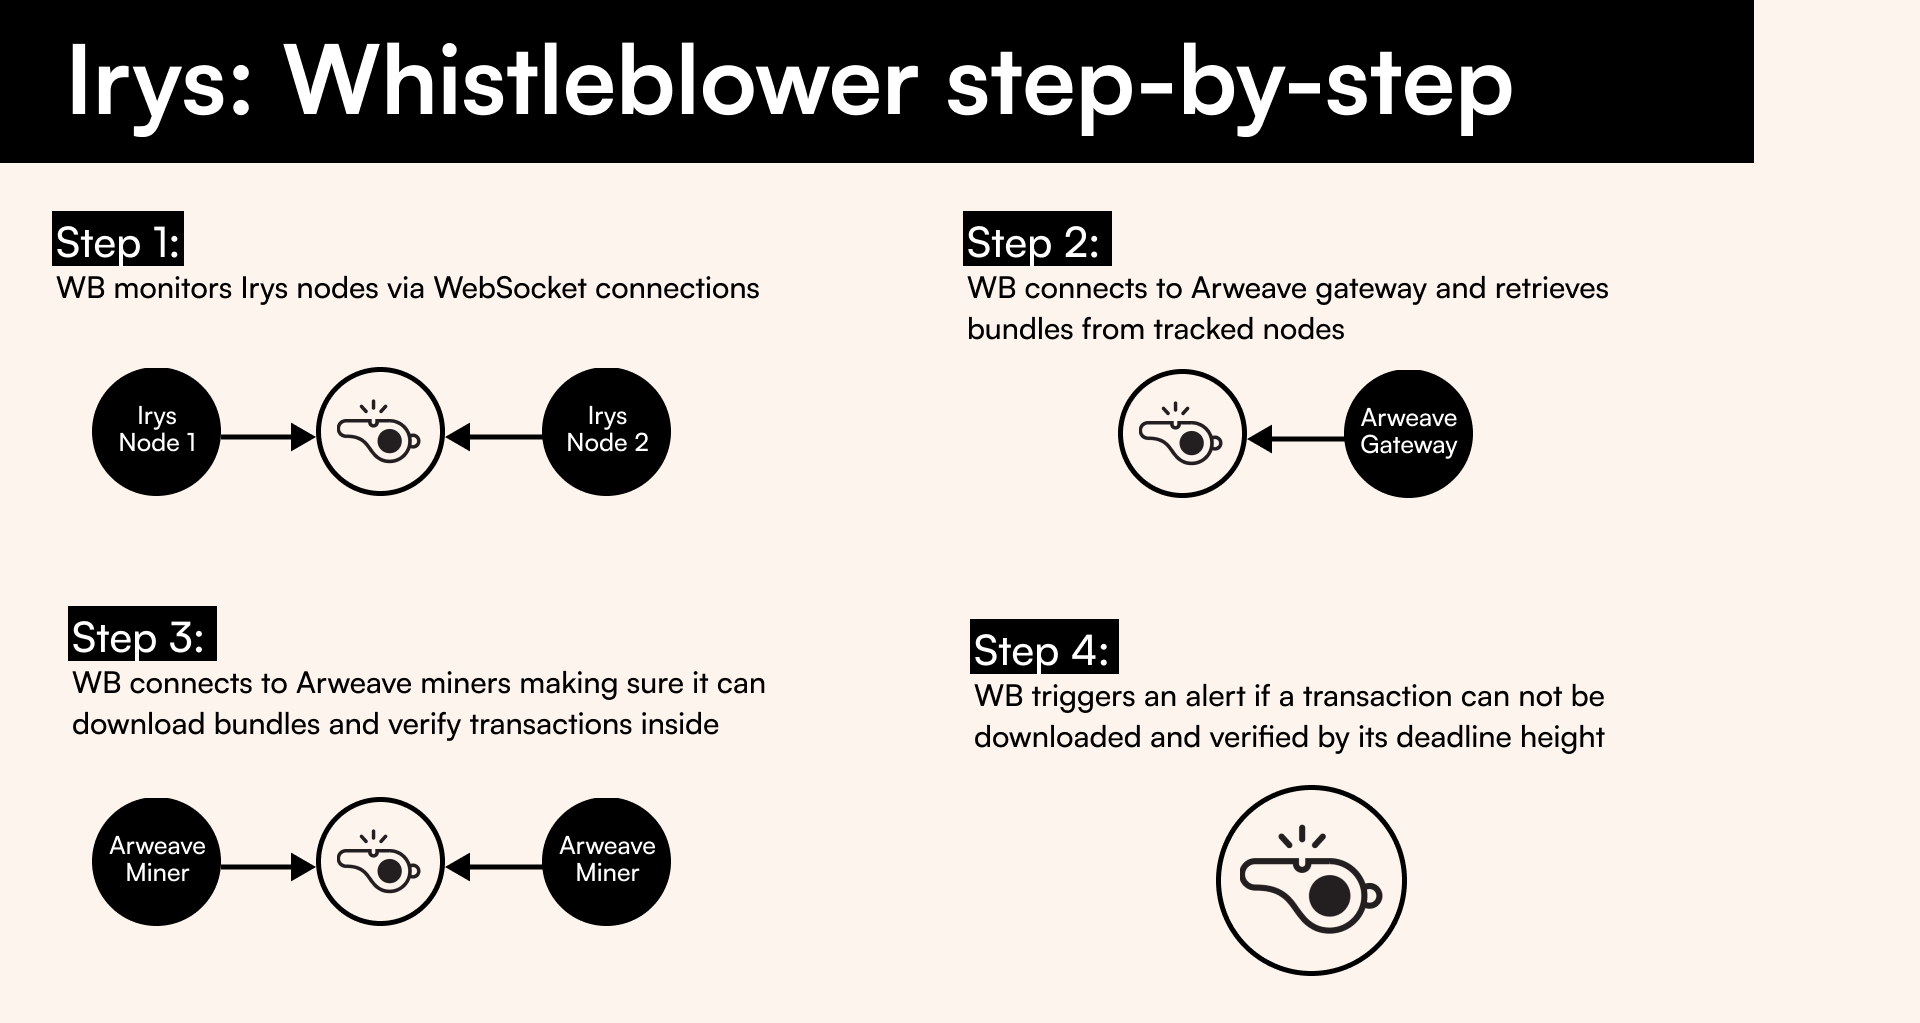 Irys: Whistleblower step-by-step
Step 1:
WB monitors Irys nodes via WebSocket connections
Irys
Node 1
Irys
Node 2
Step 2:
WB connects to Arweave gateway and retrieves
bundles from tracked nodes
Arweave
Gateway
Step 3:
WB connects to Arweave miners making sure it can
download bundles and verify transactions inside
Arweave
Miner
Arweave
Miner
Step 4:
WB triggers an alert if a transaction can not be
downloaded and verified by its deadline height